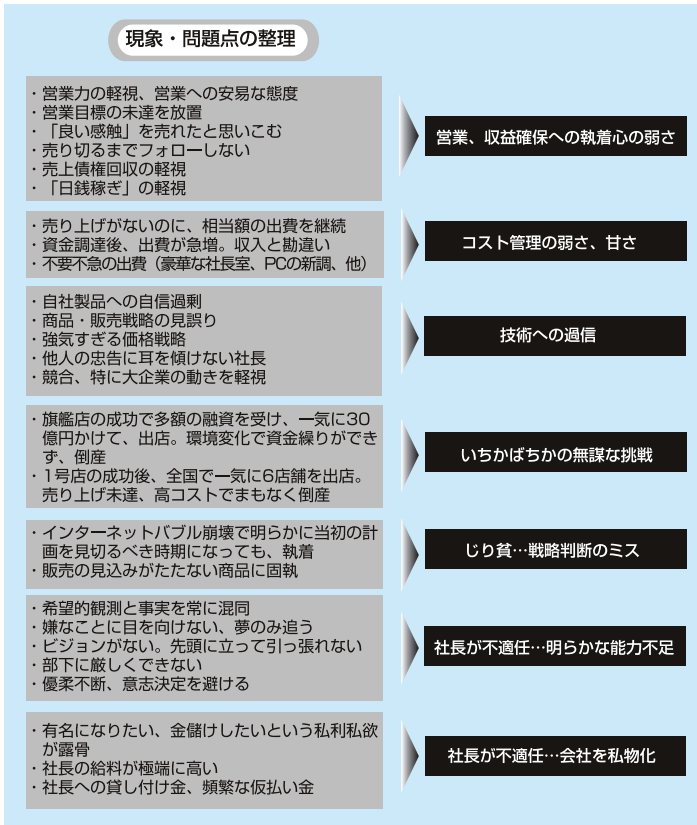 現象・問題点の整理
・営業力の軽視、営業への安易な態度
・営業目標の未達を放置
・「良い感触」を売れたと思いこむ
・売り切るまでフォローしない
・売上債権回収の軽視
・「日銭稼ぎ」の軽視
営業、収益確保への執着心の弱さ
・売り上げがないのに、相当額の出費を継続
・資金調達後、出費が急増。収入と勘違い
・不要不急の出費（豪華な社長室、PCの新調、他）
コスト管理の弱さ、甘さ
・自社製品への自信過剰
・商品・販売戦略の見誤り
・強気すぎる価格戦略
・他人の忠告に耳を傾けない社長
・競合、特に大企業の動きを軽視
技術への過信
・旗艦店の成功で多額の融資を受け、一気に30
億円かけて、出店。環境変化で資金繰りができ
ず、倒産
・1号店の成功後、全国で一気に6店舗を出店。
売り上げ未達、高コストでまもなく倒産
いちかばちかの無謀な挑戦
・インターネットバブル崩壊で明らかに当初の計
画を見切るべき時期になっても、執着
・販売の見込みがたたない商品に固執
じり貧…戦略判断のミス
・希望的観測と事実を常に混同
・嫌なことに目を向けない、夢のみ追う
・ビジョンがない。先頭に立って引っ張れない
・部下に厳しくできない
・優柔不断、意志決定を避ける
社長が不適任…明らかな能力不足
・有名になりたい、金儲けしたいという私利私欲
が露骨
・社長の給料が極端に高い
・社長への貸し付け金、頻繁な仮払い金
社長が不適任…会社を私物化